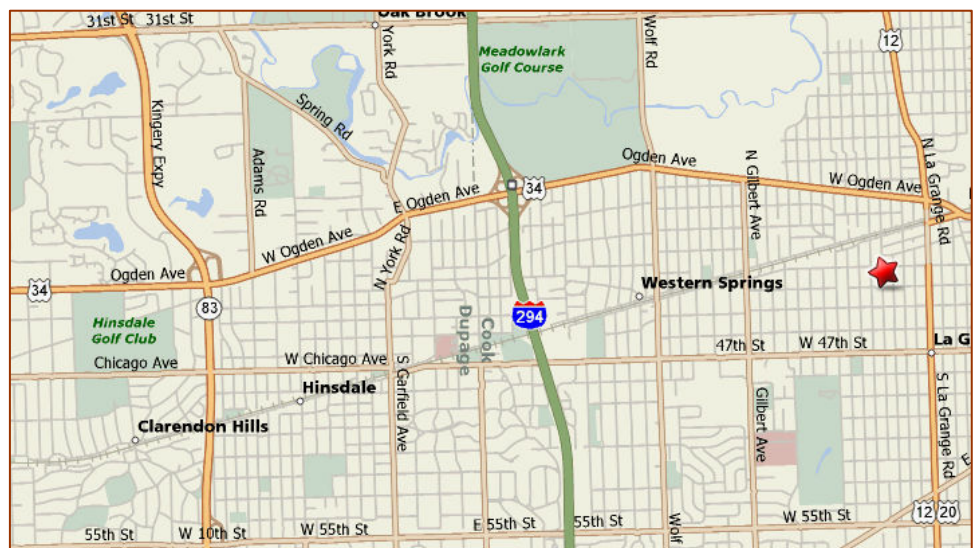 31st St 31st St
Oak Brook
12
York Rd
Wolf Rd
Meadowlark
Golf Course
Kingery Expy
Spring Rd
Adams Rd
N La Grange Rd
Ogden Ave
N Gilbert Ave
W Ogden Ave
34
E Ogden Ave
W Ogden Ave
N York Rd
Ogden Ave
34
83
Western Springs
294
Hinsdale
Golf Club
Cook
Dupage
47th St
W 47th St
La G
Chicago Ave
W Chicago Ave
S Garfield Ave
Hinsdale
Gilbert Ave
S La Grange Rd
Clarendon Hills
E
12 20
55th St
W 10th St
W 55th St
E 55th St
55th St
Wolf
W 55th St